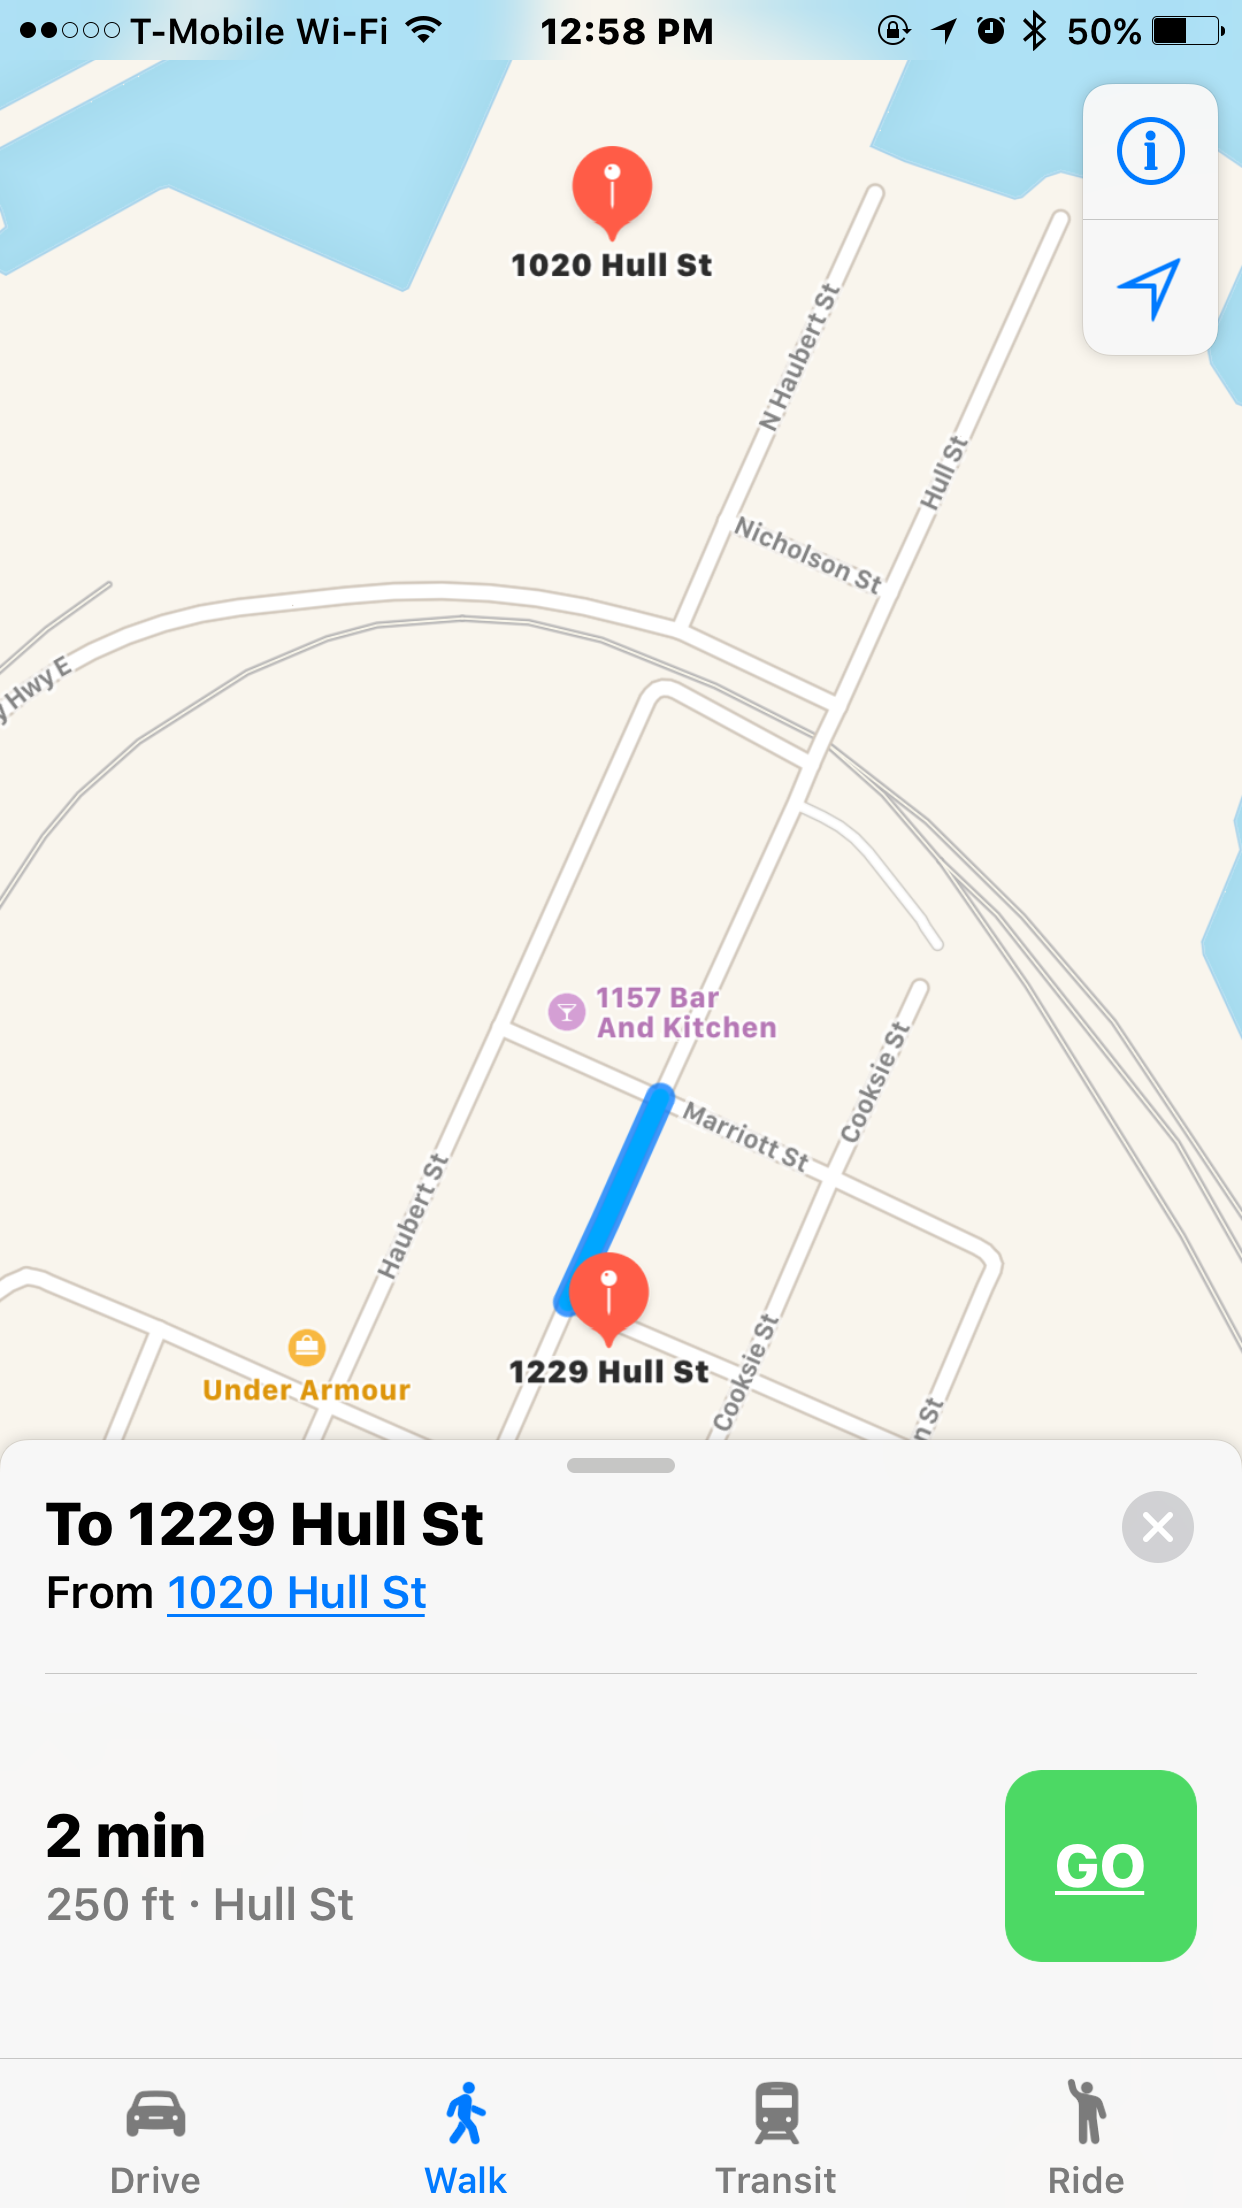 T-Mobile Wi-Fi 12:58 PM 50%
1020 Hull St
N Haubert St
Hull St
Nicholson St
y Hwy E
1157 Bar
And Kitchen
Cooksie St
Marriott St
Haubert St
Under Armour
1229 Hull St
Cooksie St
n St
To 1229 Hull St
From 1020 Hull St
2 min
250 ft · Hull St
GO
Drive Walk Transit Ride